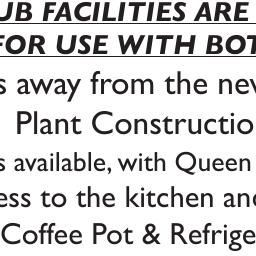 UB FACILITIES ARE
FOR USE WITH BOT
s away from the nev
Plant Constructio
s available, with Queen
ess to the kitchen and
Coffee Pot & Refrige